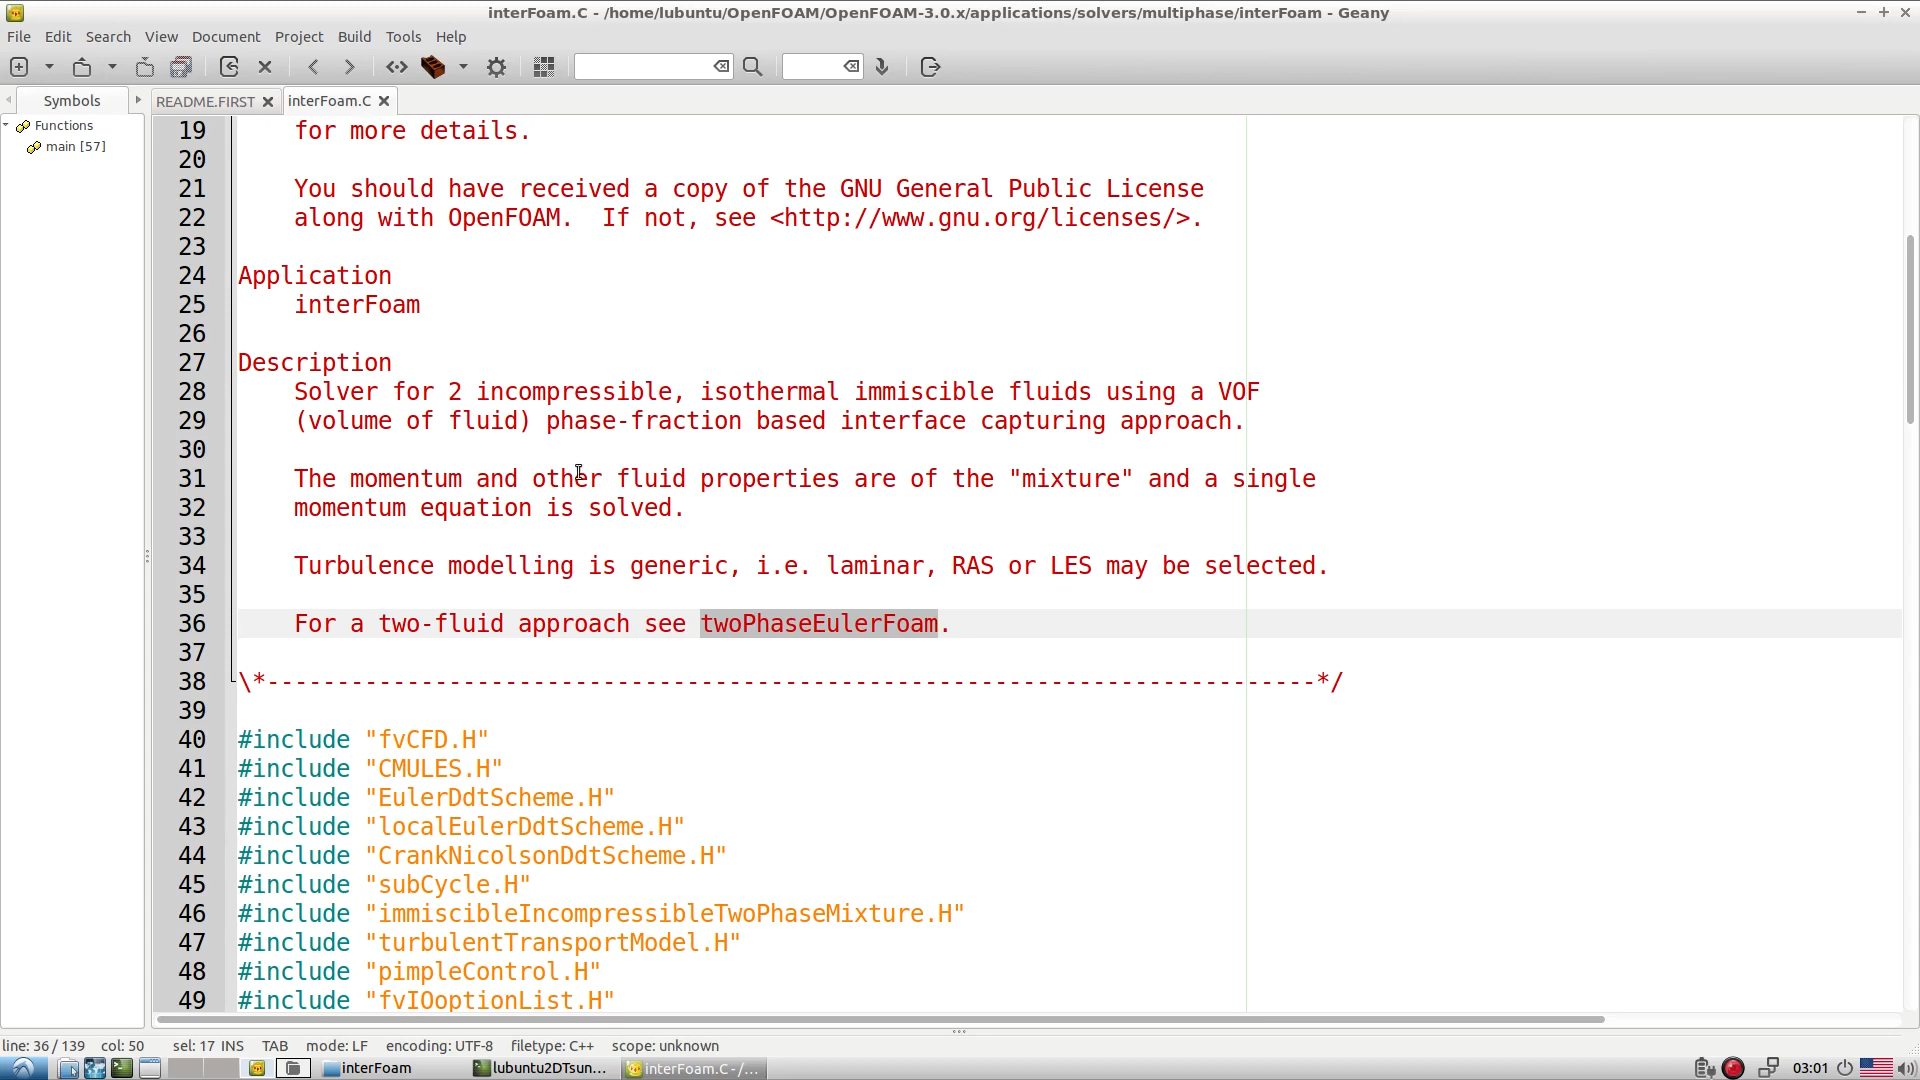 interFoam.C - /home/lubuntu/OpenFOAM/OpenFOAM-3.0.x/applications/solvers/multiphase/interFoam - Geany
File Edit Search View Document Project Build Tools Help
Symbols
README.FIRST
interFoam.C
Functions
main [57]
19 for more details.
20
21 You should have received a copy of the GNU General Public License
22 along with OpenFOAM.  If not, see <http://www.gnu.org/licenses/>.
23
24 Application
25 interFoam
26
27 Description
28 Solver for 2 incompressible, isothermal immiscible fluids using a VOF
29 (volume of fluid) phase-fraction based interface capturing approach.
30
31 The momentum and other fluid properties are of the "mixture" and a single
32 momentum equation is solved.
33
34 Turbulence modelling is generic, i.e. laminar, RAS or LES may be selected.
35
36 For a two-fluid approach see twoPhaseEulerFoam.
37
38 \*---------------------------------------------------------------------------*/
39
40 #include "fvCFD.H"
41 #include "CMULES.H"
42 #include "EulerDdtScheme.H"
43 #include "localEulerDdtScheme.H"
44 #include "CrankNicolsonDdtScheme.H"
45 #include "subCycle.H"
46 #include "immiscibleIncompressibleTwoPhaseMixture.H"
47 #include "turbulentTransportModel.H"
48 #include "pimpleControl.H"
49 #include "fvIOoptionList.H"
line: 36 / 139 col: 50 sel: 17 INS TAB mode: LF encoding: UTF-8 filetype: C++ scope: unknown
interFoam lubuntu2DTsun... interFoam.C - /... 03:01